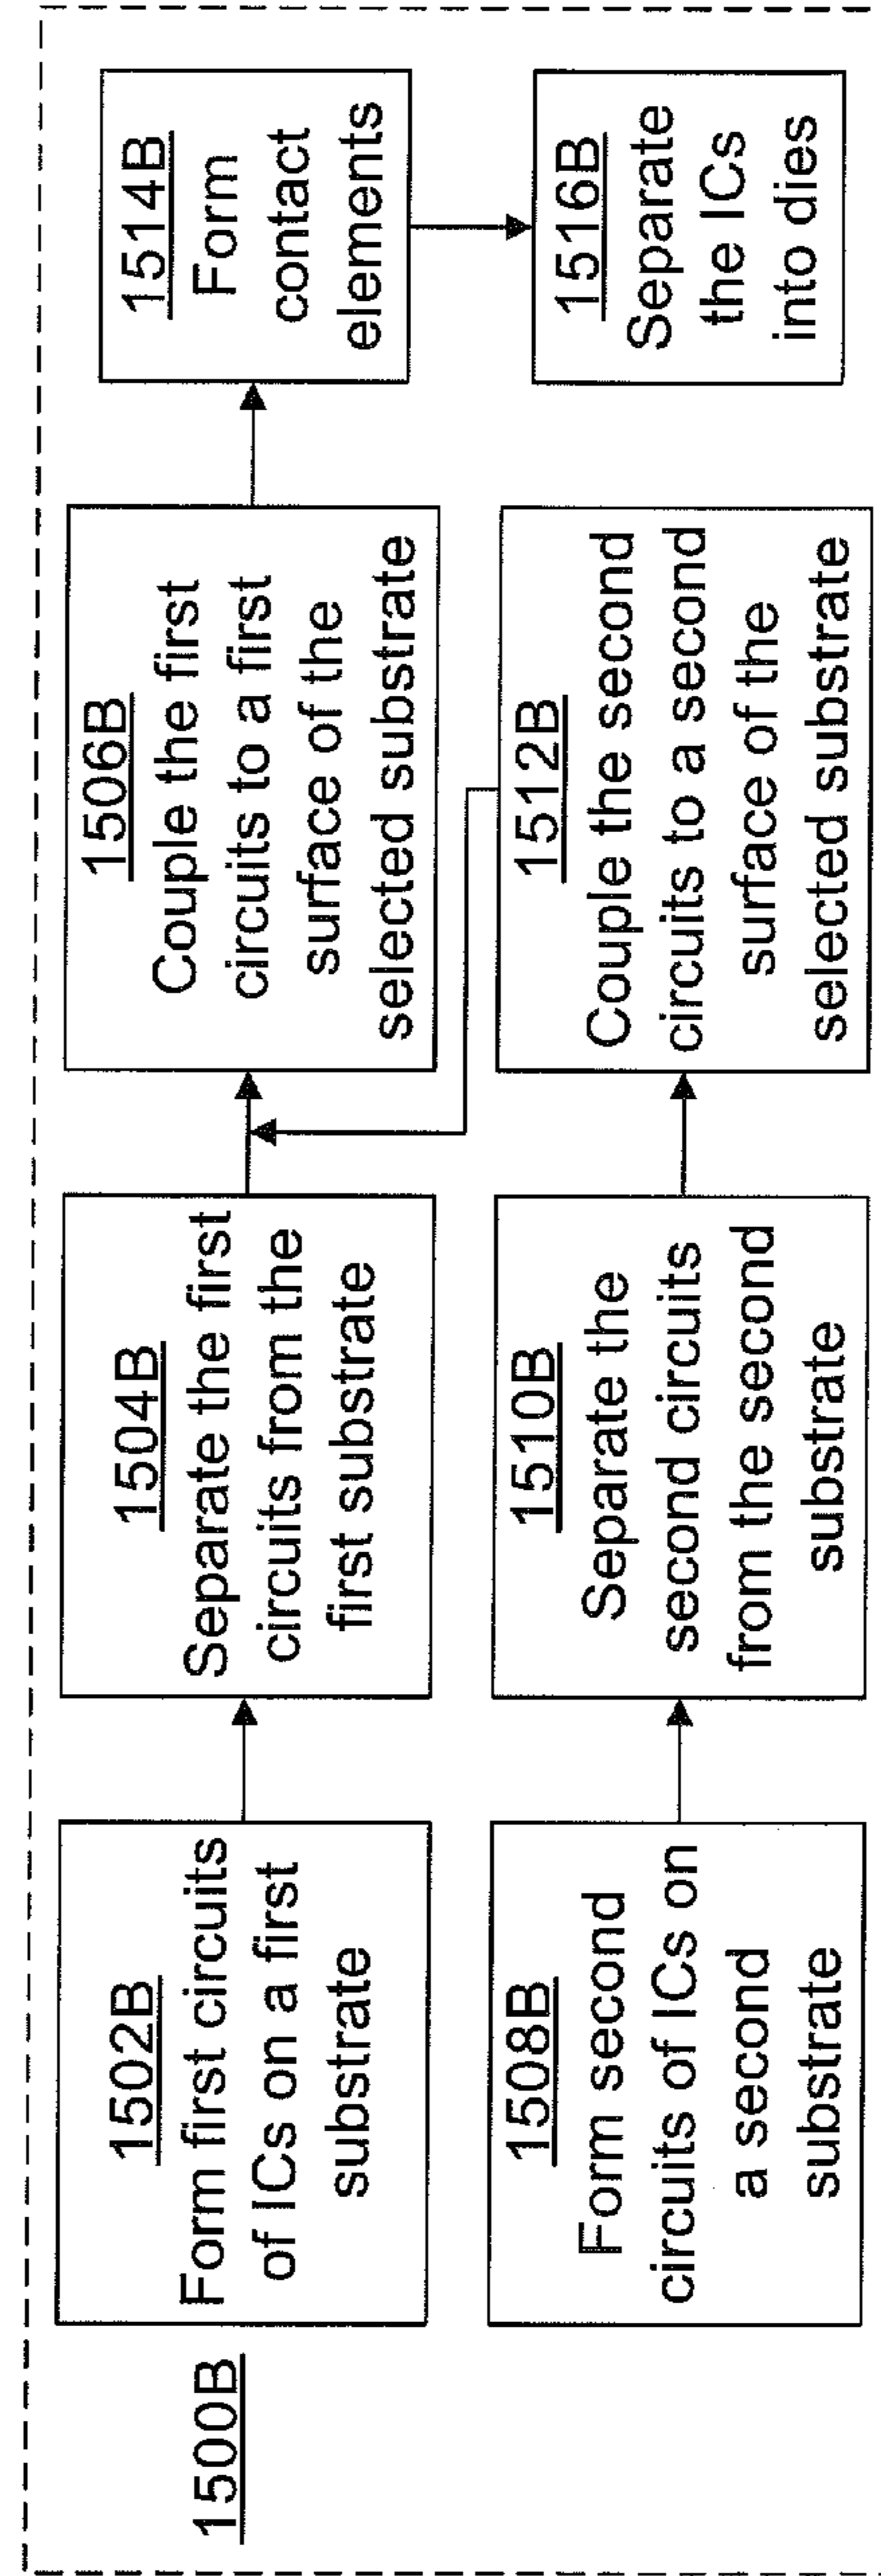 1500B
1502B
Form first circuits
of ICs on a first
substrate
1504B
Separate the first
circuits from the
first substrate
1506B
Couple the first
circuits to a first
surface of the
selected substrate
1514B
Form
contact
elements
1508B
Form second
circuits of ICs on
a second
substrate
1510B
Separate the
second circuits
from the second
substrate
1512B
Couple the second
circuits to a second
surface of the
selected substrate
1516B
Separate
the ICs
into dies